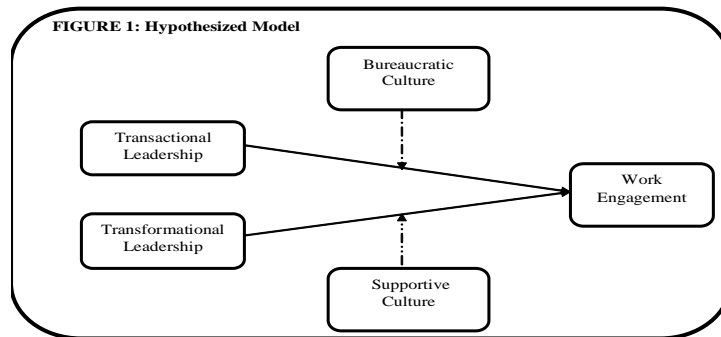 FIGURE 1: Hypothesized Model
Bureaucratic
Culture
Transactional
Leadership
Work
Engagement
Transformational
Leadership
Supportive
Culture